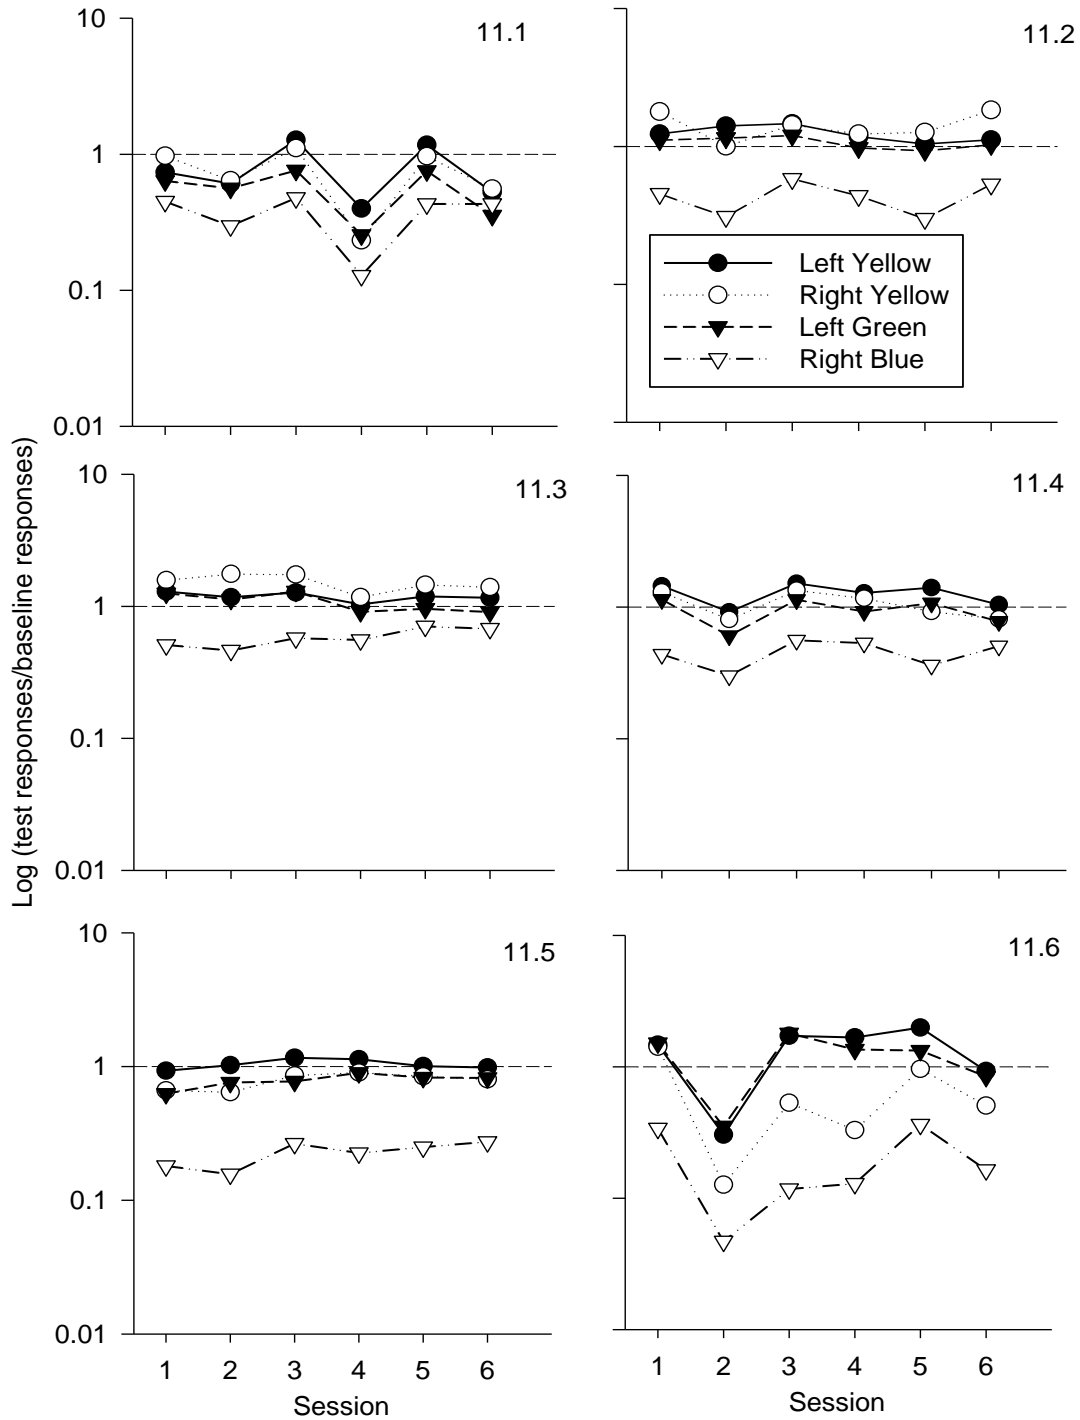 10
1
0.1
0.01
11.1
11.2
Left Yellow
Right Yellow
Left Green
Right Blue
Log (test responses/baseline responses)
10
1
0.1
0.01
11.3
11.4
10
1
0.1
0.01
11.5
11.6
1 2 3 4 5 6
Session
1 2 3 4 5 6
Session